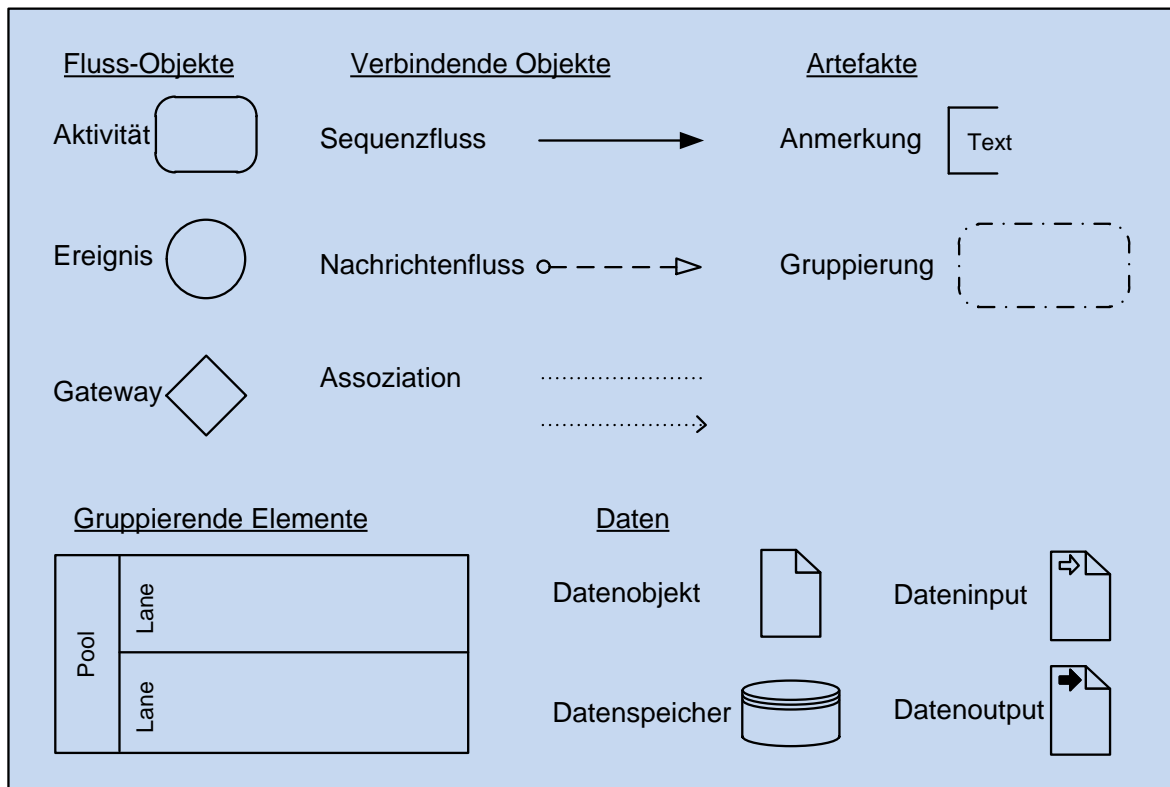 Fluss-Objekte
Verbindende Objekte
Artefakte
Aktivität
Sequenzfluss
Anmerkung
Text
Ereignis
Nachrichtenfluss
Gruppierung
Gateway
Assoziation
Gruppierende Elemente
Daten
Pool
Lane
Lane
Datenobjekt
Dateninput
Datenspeicher
Datenoutput